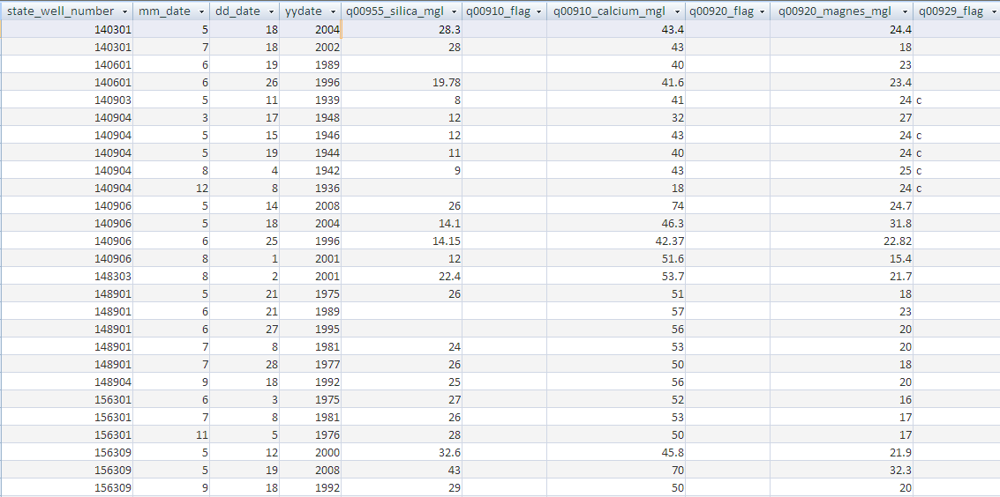 state_well_number mm_date dd_date yydate q00955_silica_mgl q00910_flag q00910_calcium_mgl q00920_flag q00920_magnes_mgl q00929_flag
140301 5 18 2004 28.3 43.4 24.4
140301 7 18 2002 28 43 18
140601 6 19 1989 40 23
140601 6 26 1996 19.78 41.6 23.4
140903 5 11 1939 8 41 24 c
140904 3 17 1948 12 32 27
140904 5 15 1946 12 43 24 c
140904 5 19 1944 11 40 24 c
140904 8 4 1942 9 43 25 c
140904 12 8 1936 18 24 c
140906 5 14 2008 26 74 24.7
140906 5 18 2004 14.1 46.3 31.8
140906 6 25 1996 14.15 42.37 22.82
140906 8 1 2001 12 51.6 15.4
148303 8 2 2001 22.4 53.7 21.7
148901 5 21 1975 26 51 18
148901 6 21 1989 57 23
148901 6 27 1995 56 20
148901 7 8 1981 24 53 20
148901 7 28 1977 26 50 18
148904 9 18 1992 25 56 20
156301 6 3 1975 27 52 16
156301 7 8 1981 26 53 17
156301 11 5 1976 28 50 17
156309 5 12 2000 32.6 45.8 21.9
156309 5 19 2008 43 70 32.3
156309 9 18 1992 29 50 20